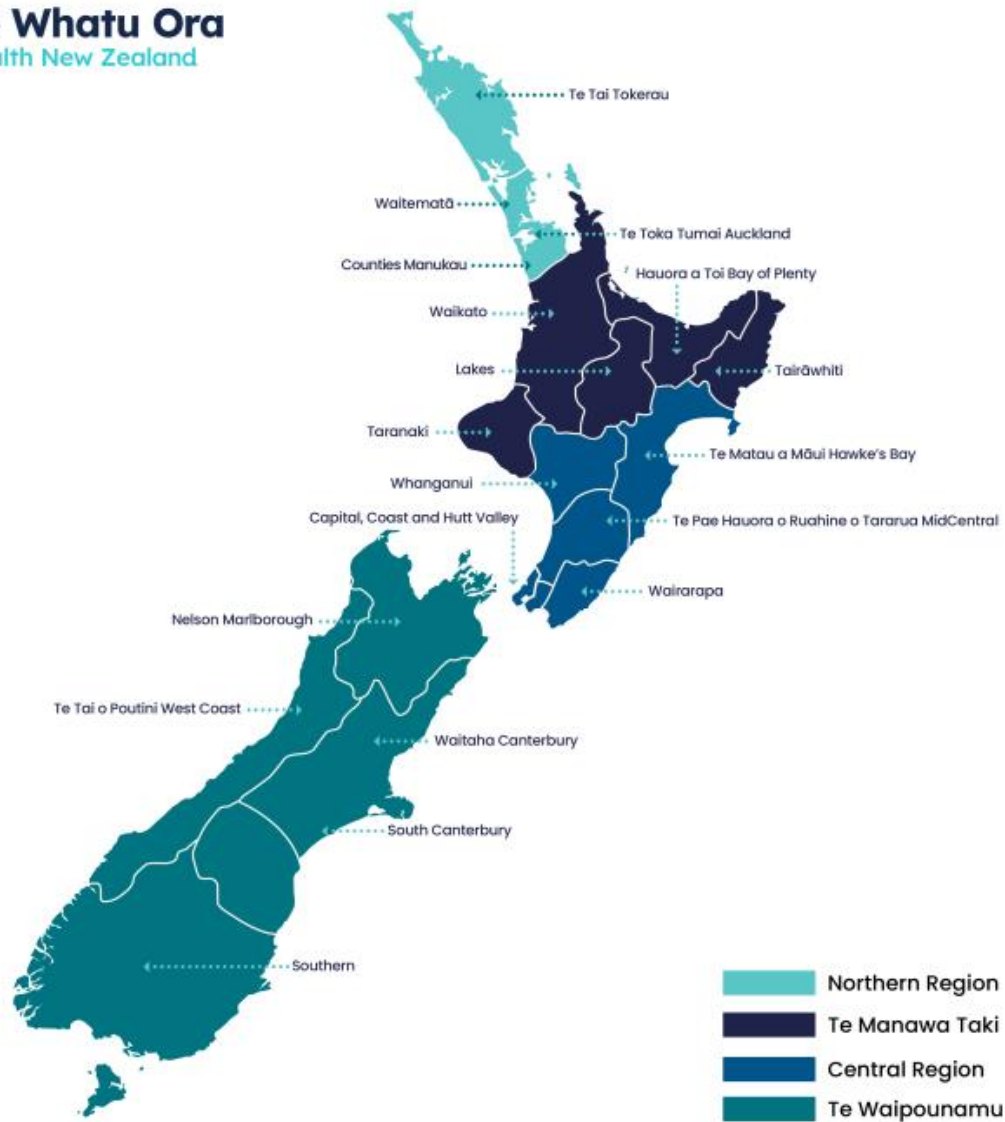 Whatu Ora
alth New Zealand
Te Tai Tokerau
Waitematā
Te Toka Tumai Auckland
Counties Manukau
Hauora a Toi Bay of Plenty
Waikato
Lakes
Tairāwhiti
Taranaki
Te Matau a Māui Hawke's Bay
Whanganui
Capital, Coast and Hutt Valley
Te Pae Hauora o Ruahine o Tararua MidCentral
Wairarapa
Nelson Marlborough
Te Tai o Poutini West Coast
Waitaha Canterbury
South Canterbury
Southern
Northern Region
Te Manawa Taki
Central Region
Te Waipounamu